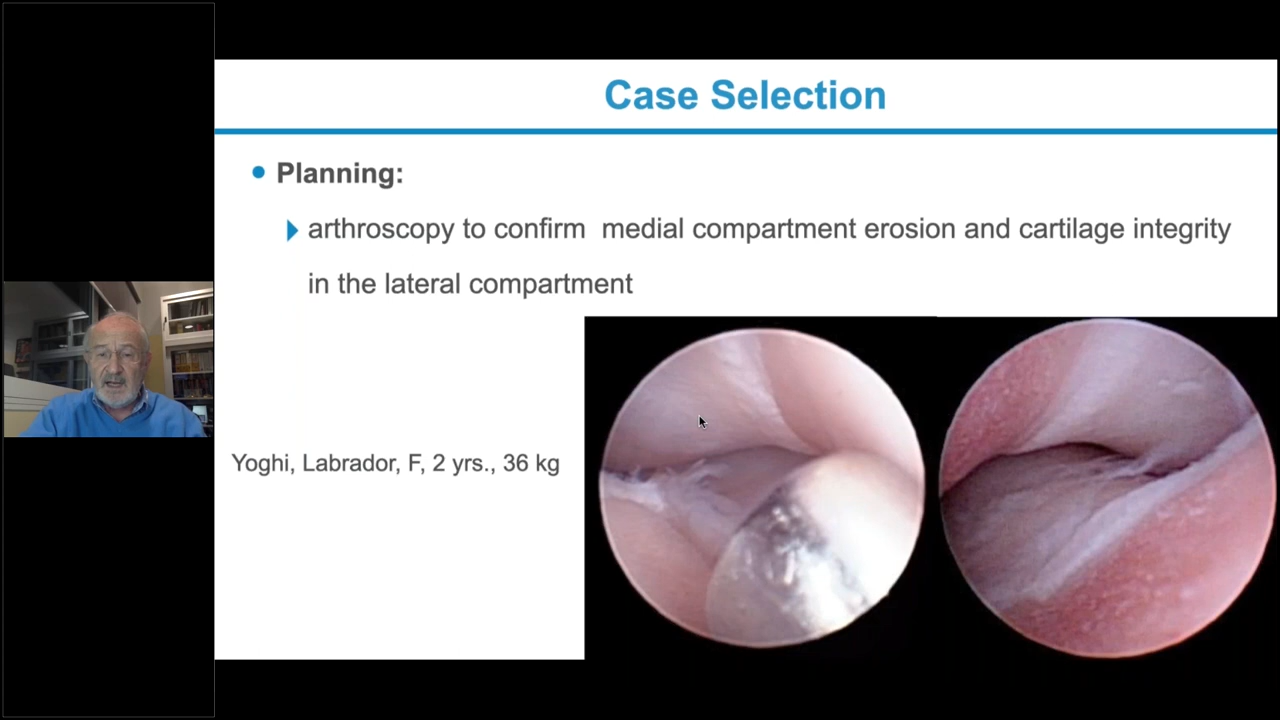 Case Selection
Planning:
arthroscopy to confirm  medial compartment erosion and cartilage integrity
in the lateral compartment
Yoghi, Labrador, F, 2 yrs., 36 kg